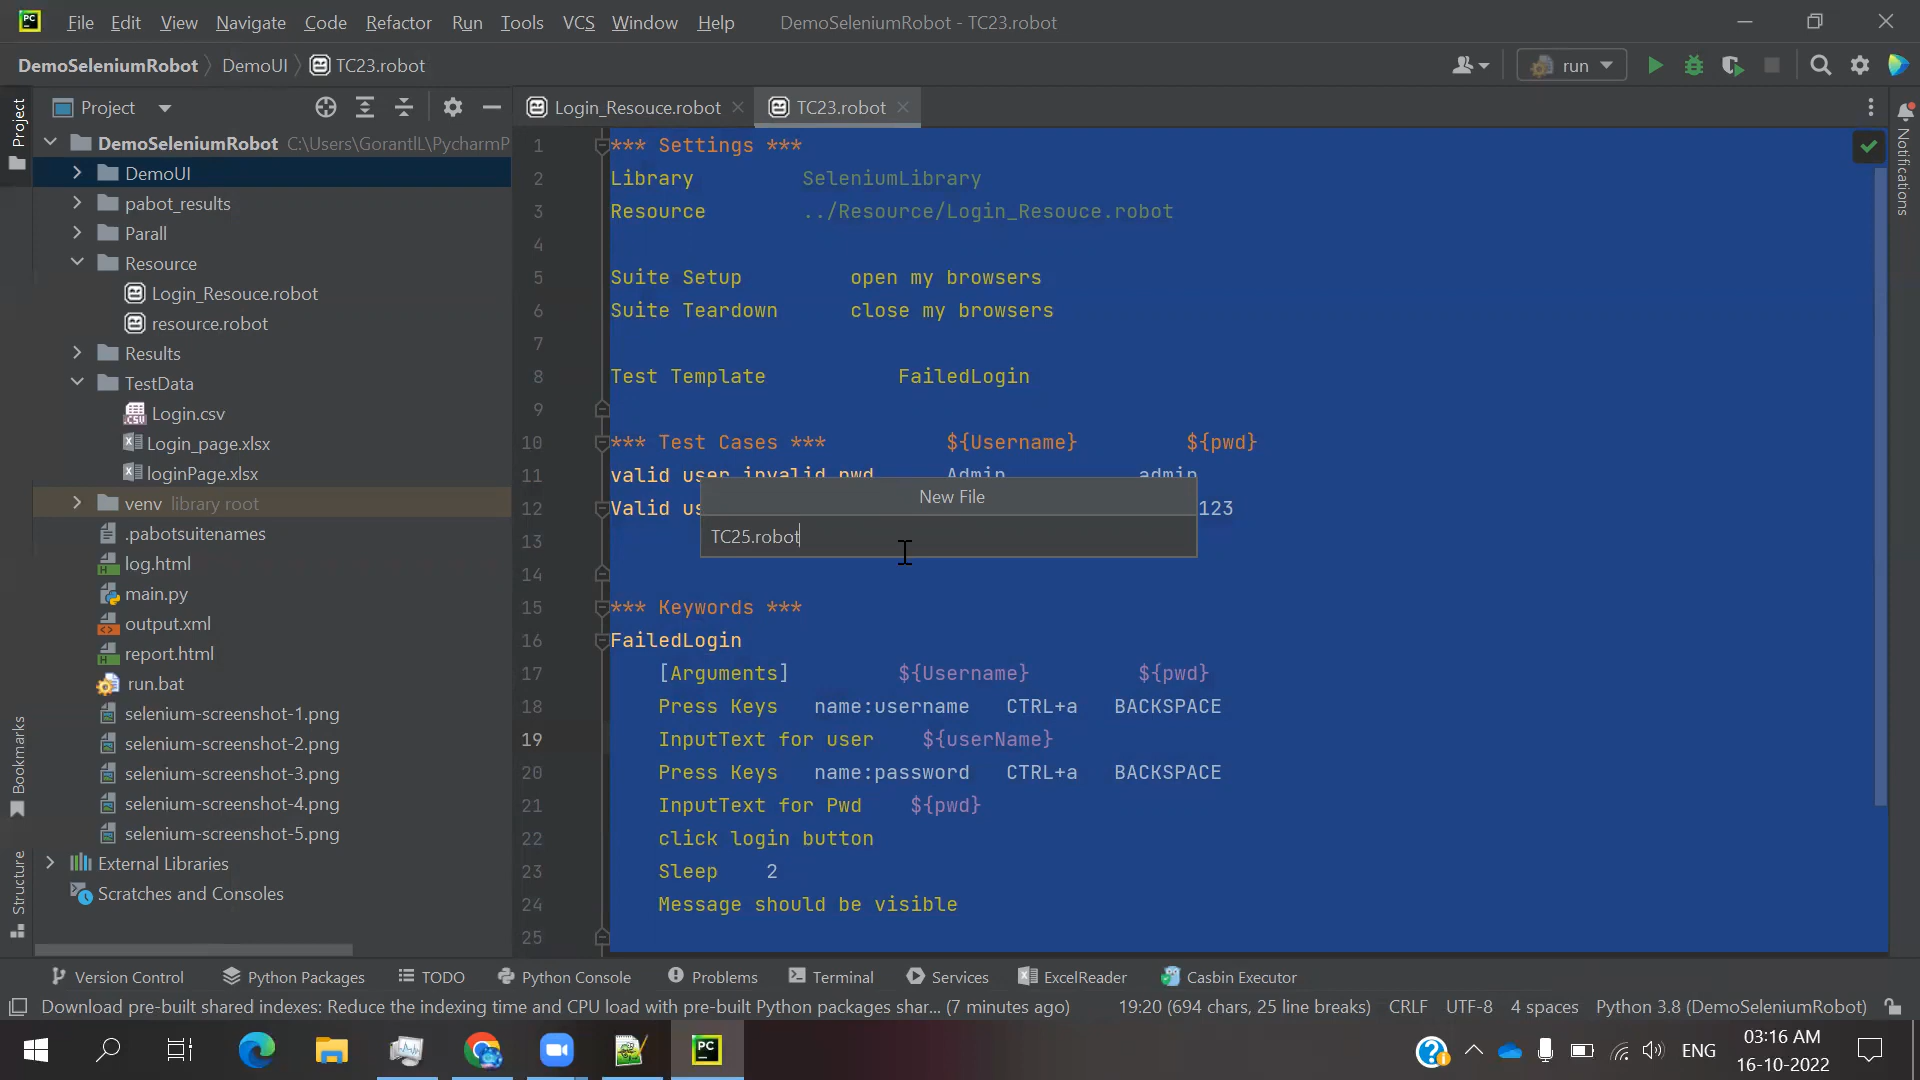 PC File Edit View Navigate Code Refactor Run Tools VCS Window Help DemoSeleniumRobot - TC23.robot
DemoSeleniumRobot DemoUI TC23.robot run
Project Login_Resouce.robot TC23.robot
Project
Notifications
Bookmarks
Structure
DemoSeleniumRobot C:\Users\GorantlL\PycharmP
DemoUI
pabot_results
Parall
Resource
Login_Resouce.robot
resource.robot
Results
TestData
Login.csv
Login_page.xlsx
loginPage.xlsx
venv library root
.pabotsuitenames
log.html
main.py
output.xml
report.html
run.bat
selenium-screenshot-1.png
selenium-screenshot-2.png
selenium-screenshot-3.png
selenium-screenshot-4.png
selenium-screenshot-5.png
External Libraries
Scratches and Consoles
1 *** Settings ***
2 Library SeleniumLibrary
3 Resource ../Resource/Login_Resouce.robot
4
5 Suite Setup open my browsers
6 Suite Teardown close my browsers
7
8 Test Template FailedLogin
9
10 *** Test Cases *** ${Username} ${pwd}
11 valid user invalid pwd Admin admin
12 Valid us 123
13
14
15 *** Keywords ***
16 FailedLogin
17 [Arguments] ${Username} ${pwd}
18 Press Keys name:username CTRL+a BACKSPACE
19 InputText for user ${userName}
20 Press Keys name:password CTRL+a BACKSPACE
21 InputText for Pwd ${pwd}
22 click login button
23 Sleep 2
24 Message should be visible
25
New File
TC25.robot
Version Control Python Packages TODO Python Console Problems Terminal Services ExcelReader Casbin Executor
Download pre-built shared indexes: Reduce the indexing time and CPU load with pre-built Python packages shar... (7 minutes ago) 19:20 (694 chars, 25 line breaks) CRLF UTF-8 4 spaces Python 3.8 (DemoSeleniumRobot)
PC ENG 03:16 AM
16-10-2022